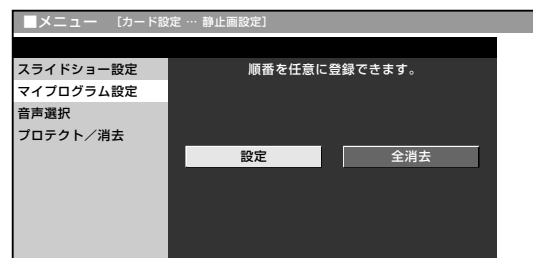 ■メニュー [カード設定 … 静止画設定]
スライドショー設定
マイプログラム設定
音声選択
プロテクト／消去
順番を任意に登録できます。
設定
全消去